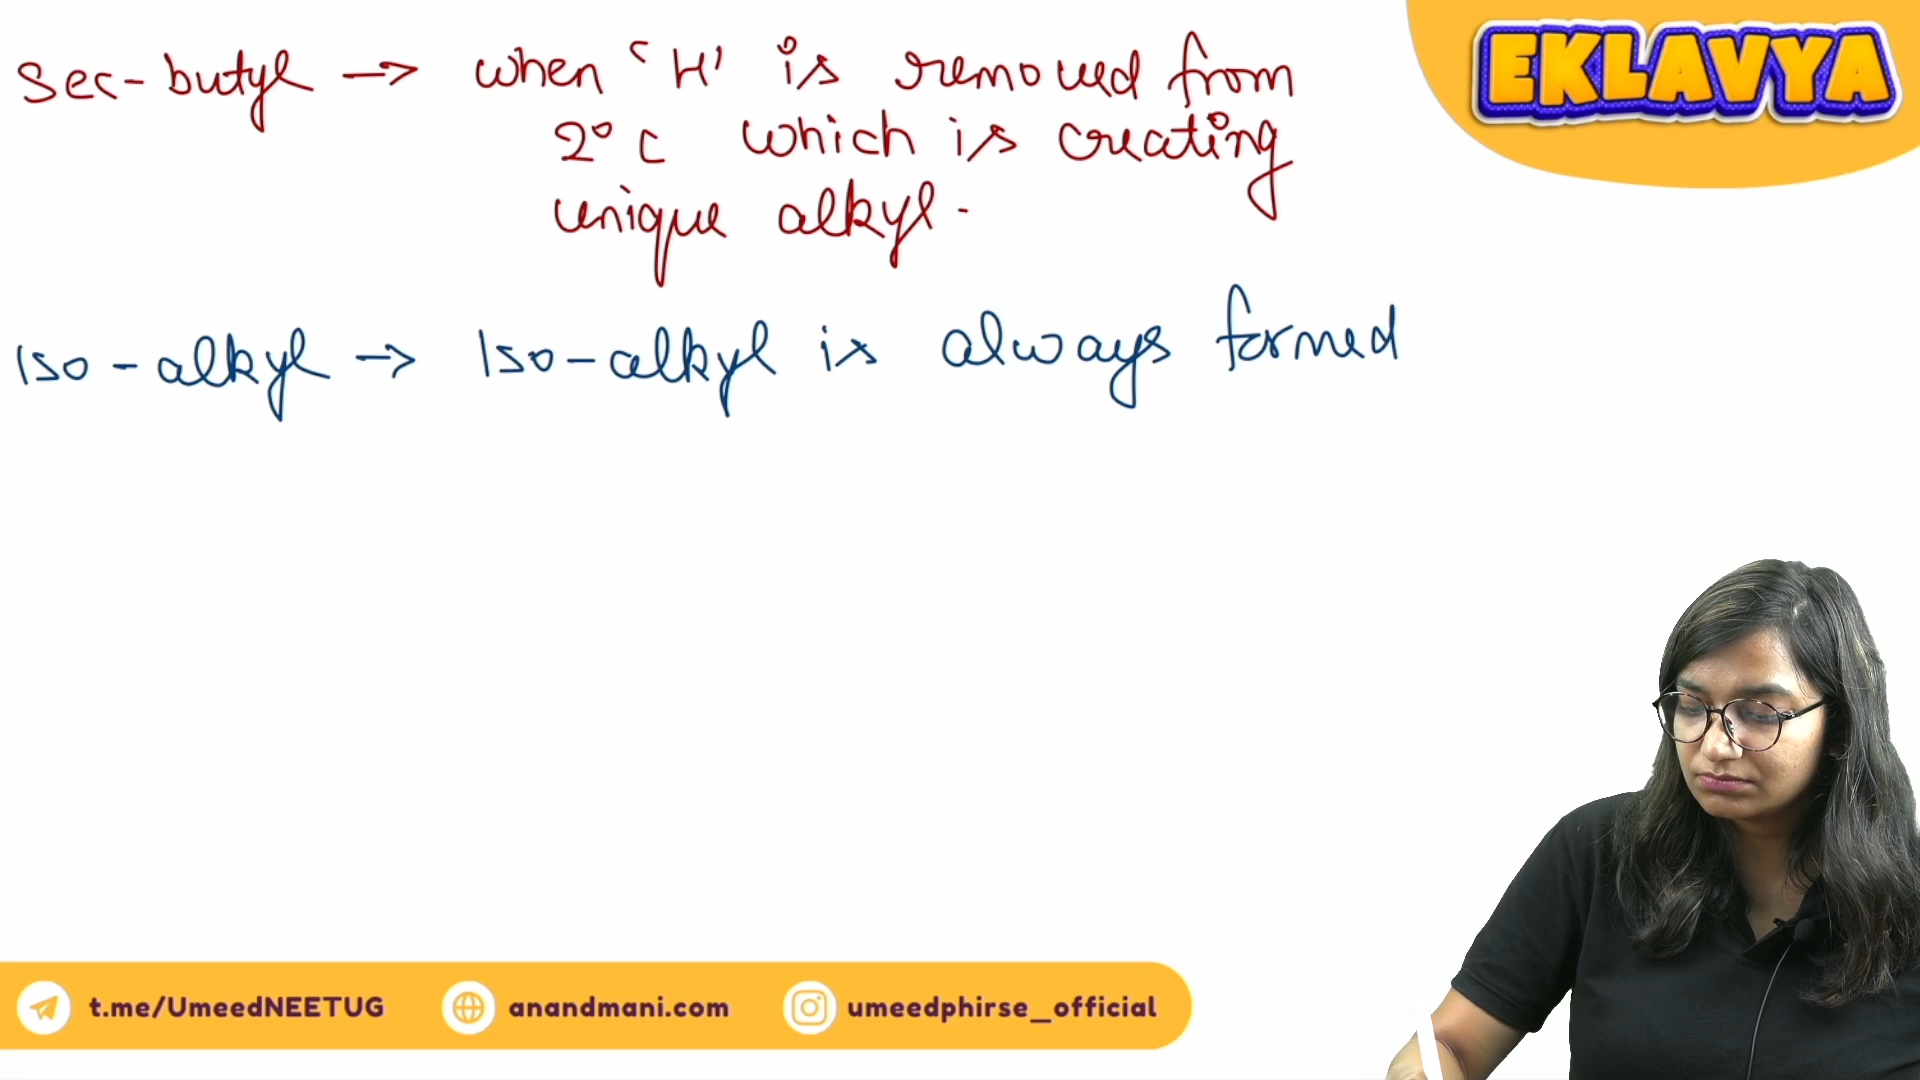 EKLAVYA
Sec-butyl → when 'H' is removed from
2° C which is creating
unique alkyl.
Iso-alkyl → Iso-alkyl is always formed
t.me/UmeedNEETUG anandmani.com umeedphirse_official